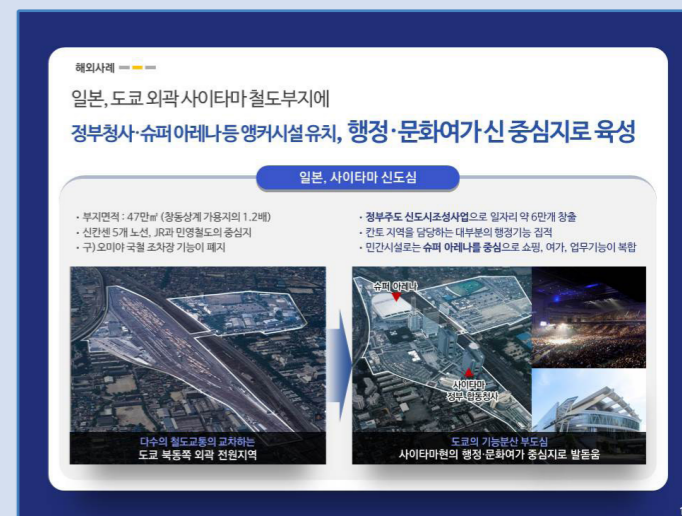 해외사례
일본, 도쿄 외곽 사이타마 철도부지에
정부청사·슈퍼 아레나 등 앵커시설 유치, 행정·문화여가 신 중심지로 육성
일본, 사이타마 신도심
· 부지면적 : 47만㎡ (창동상계 가용지의 1.2배)
· 신칸센 5개 노선, JR과 민영철도의 중심지
· 구)오미야 국철 조차장 기능이 폐지
· 정부주도 신도시조성사업으로 일자리 약 6만개 창출
· 칸토 지역을 담당하는 대부분의 행정기능 집적
· 민간시설로는 슈퍼 아레나를 중심으로 쇼핑, 여가, 업무기능이 복합
다수의 철도교통의 교차하는
도쿄 북동쪽 외곽 전원지역
슈퍼 아레나
사이타마
정부 합동청사
도쿄의 기능분산 부도심
사이타마현의 행정·문화여가 중심지로 발돋움